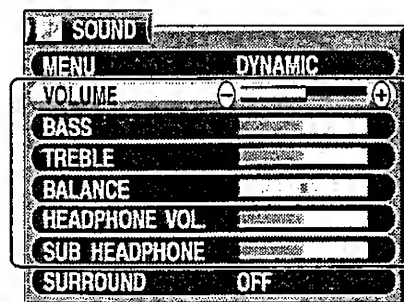 SOUND
MENU DYNAMIC
VOLUME - +
BASS
TREBLE
BALANCE
HEADPHONE VOL.
SUB HEADPHONE
SURROUND OFF